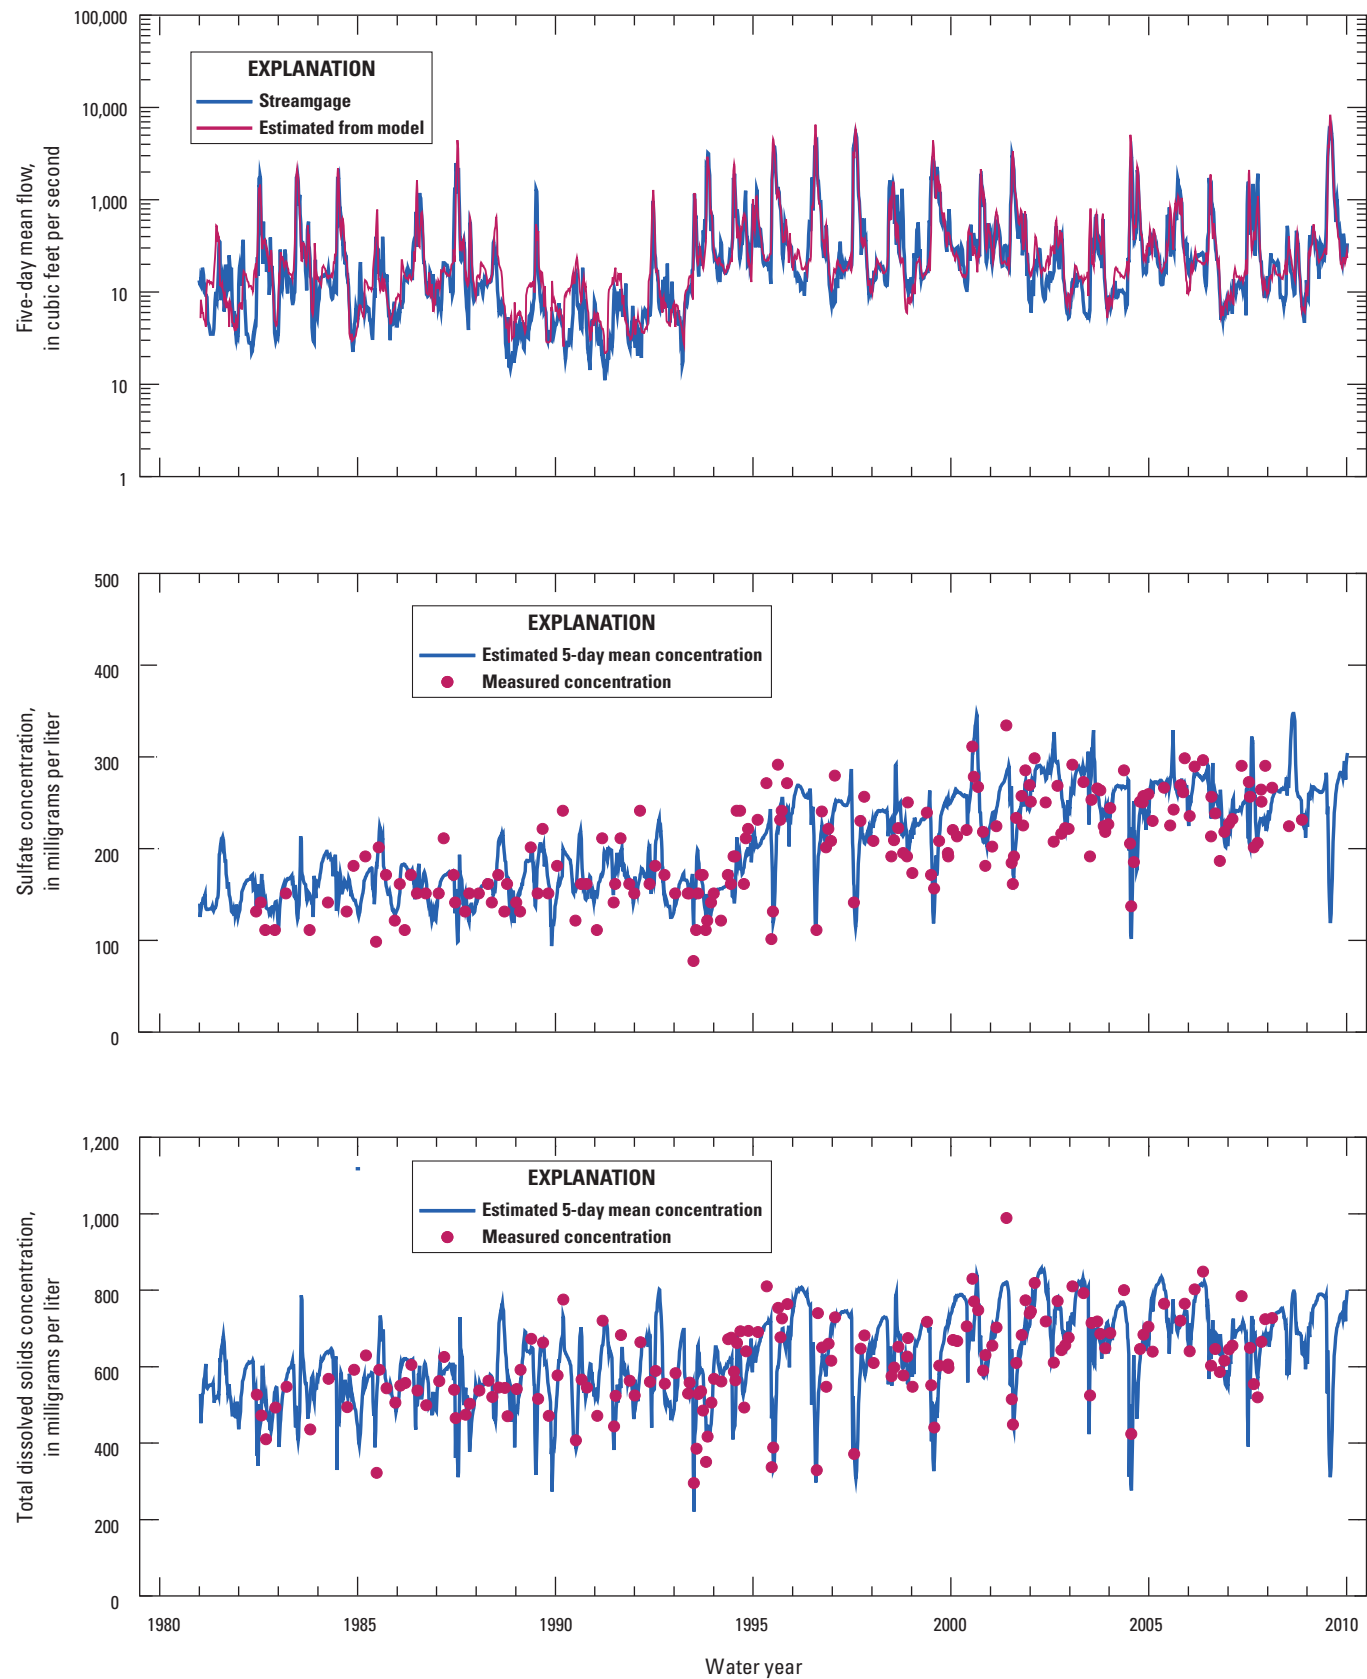 100,000
10,000
1,000
10
10
1
Five-day mean flow,
in cubic feet per second
EXPLANATION
Streamgage
Estimated from model
500
400
300
200
100
0
Sulfate concentration,
in milligrams per liter
EXPLANATION
Estimated 5-day mean concentration
Measured concentration
1,200
1,000
800
600
400
200
0
Total dissolved solids concentration,
in milligrams per liter
EXPLANATION
Estimated 5-day mean concentration
Measured concentration
1980 1985 1990 1995 2000 2005 2010
Water year